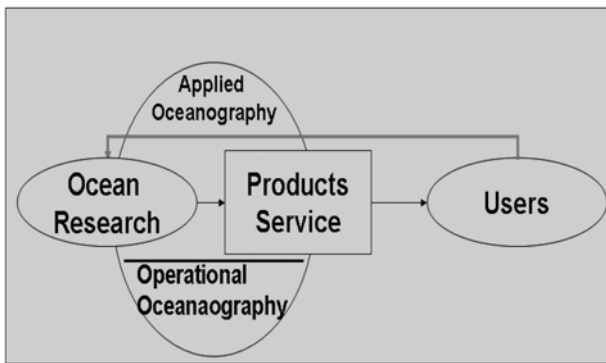 Applied
Oceanography
Ocean
Research
Products
Service
Users
Operational
Oceanaography